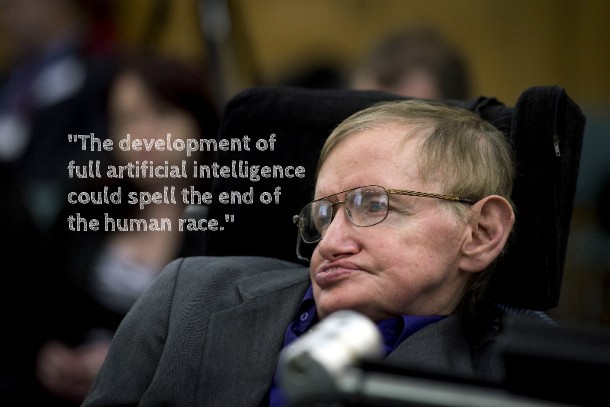 "The development of
full artificial intelligence
could spell the end of
the human race."